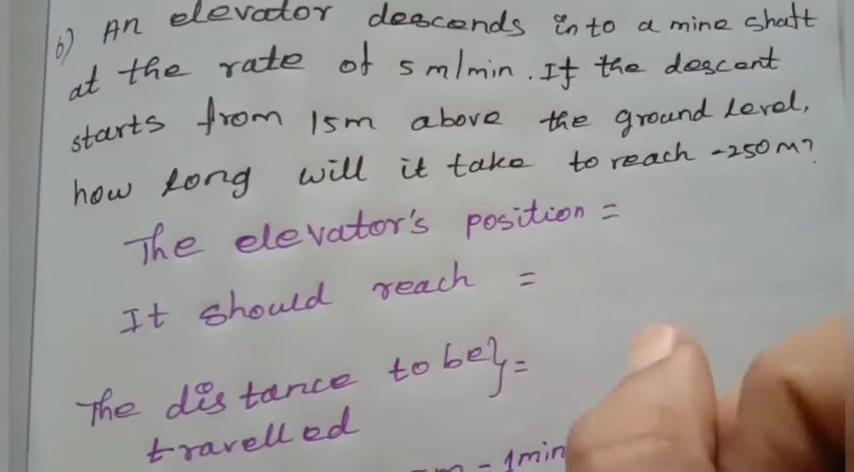 6) An elevator descends into a mine shaft
at the rate of 5 m/min. If the descent
starts from 15m above the ground level,
how long will it take to reach -250 m?
The elevator's position =
It should reach =
The distance to be} =
travelled
m - 1min